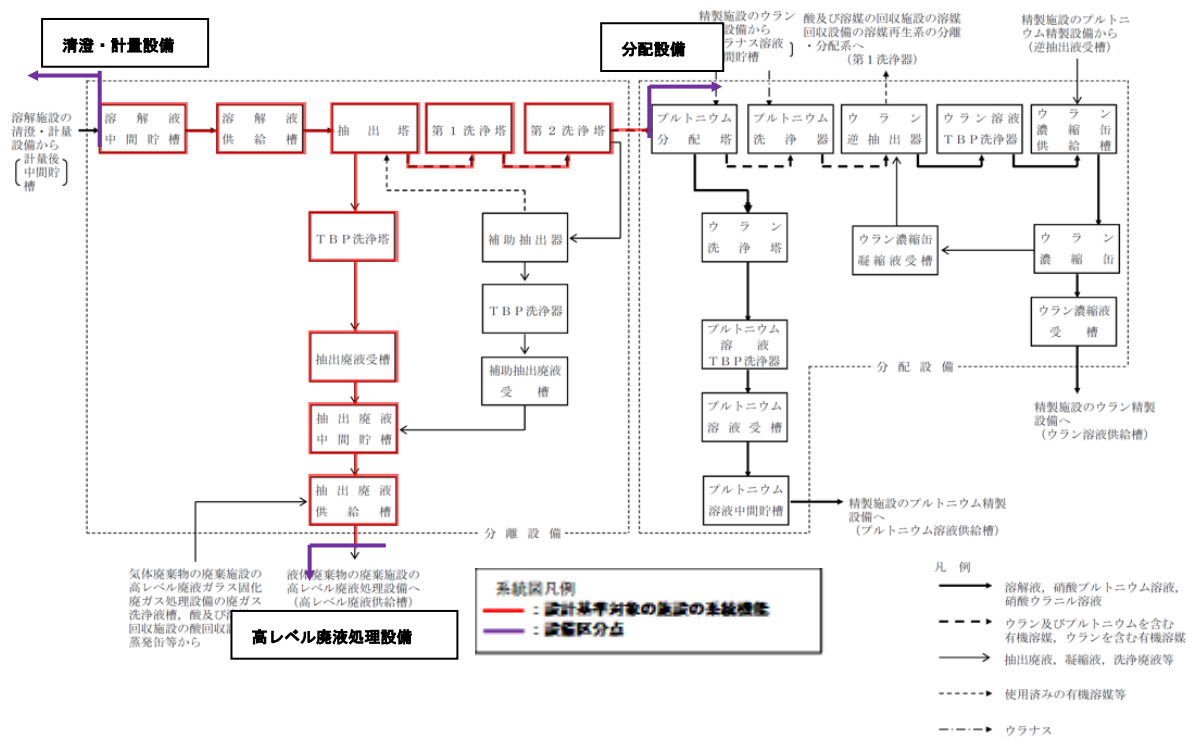 清澄・計量設備
分配設備
精製施設のウラン
設備から
ラナス溶液
間貯槽
酸及び溶媒の回収施設の溶媒
回収設備の溶媒再生系の分離
・分配系へ
(第1洗浄器)
精製施設のプルトニ
ウム精製設備から
(逆抽出液受槽)
溶解施設の
清澄・計量
設備から
計量後
中間貯
槽
溶解液
中間貯槽
溶解液
供給槽
抽出塔
第1洗浄塔
第2洗浄塔
プルトニウム
分配塔
プルトニウム
洗浄器
ウラン
逆抽出器
ウラン溶液
TBP洗浄器
ウラン
濃縮缶
供給槽
TBP洗浄塔
補助抽出器
ウラン
洗浄塔
ウラン濃縮缶
凝縮液受槽
ウラン
濃縮缶
TBP洗浄器
ウラン濃縮液
受槽
抽出廃液受槽
補助抽出廃液
受槽
プルトニウム
溶液
TBP洗浄器
分配設備
抽出廃液
中間貯槽
プルトニウム
溶液受槽
精製施設のウラン精製
設備へ
(ウラン溶液供給槽)
抽出廃液
供給槽
プルトニウム
溶液中間貯槽
精製施設のプルトニウム精製
設備へ
(プルトニウム溶液供給槽)
分離設備
気体廃棄物の廃棄施設の
高レベル廃液ガラス固化
廃ガス処理設備の廃ガス
洗浄液槽,酸及び
回収施設の酸回収設
蒸発缶等から
液体廃棄物の廃棄施設の
高レベル廃液処理設備へ
(高レベル廃液供給槽)
高レベル廃液処理設備
系統図凡例
:設計基準対象の施設の系統機能
:設備区分点
凡例
溶解液,硝酸プルトニウム溶液,
硝酸ウラニル溶液
ウラン及びプルトニウムを含む
有機溶媒,ウランを含む有機溶媒
抽出廃液,凝縮液,洗浄廃液等
使用済みの有機溶媒等
ウラナス